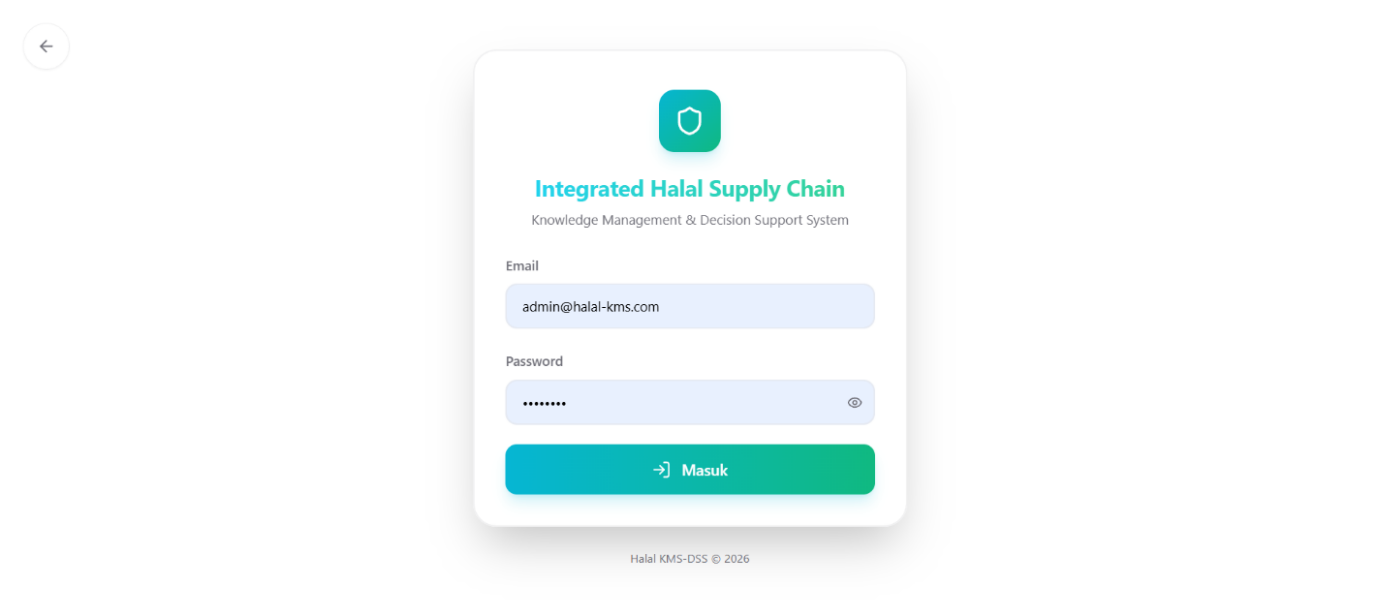 Integrated Halal Supply Chain
Knowledge Management & Decision Support System
Email
admin@halal-kms.com
Password
••••••••
Masuk
Halal KMS-DSS © 2026